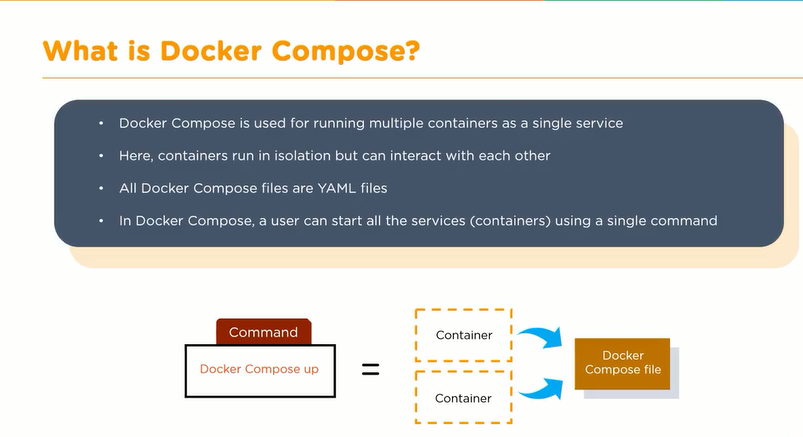 What is Docker Compose?
• Docker Compose is used for running multiple containers as a single service
• Here, containers run in isolation but can interact with each other
• All Docker Compose files are YAML files
• In Docker Compose, a user can start all the services (containers) using a single command
Command
Docker Compose up
=
Container
Container
Docker
Compose file